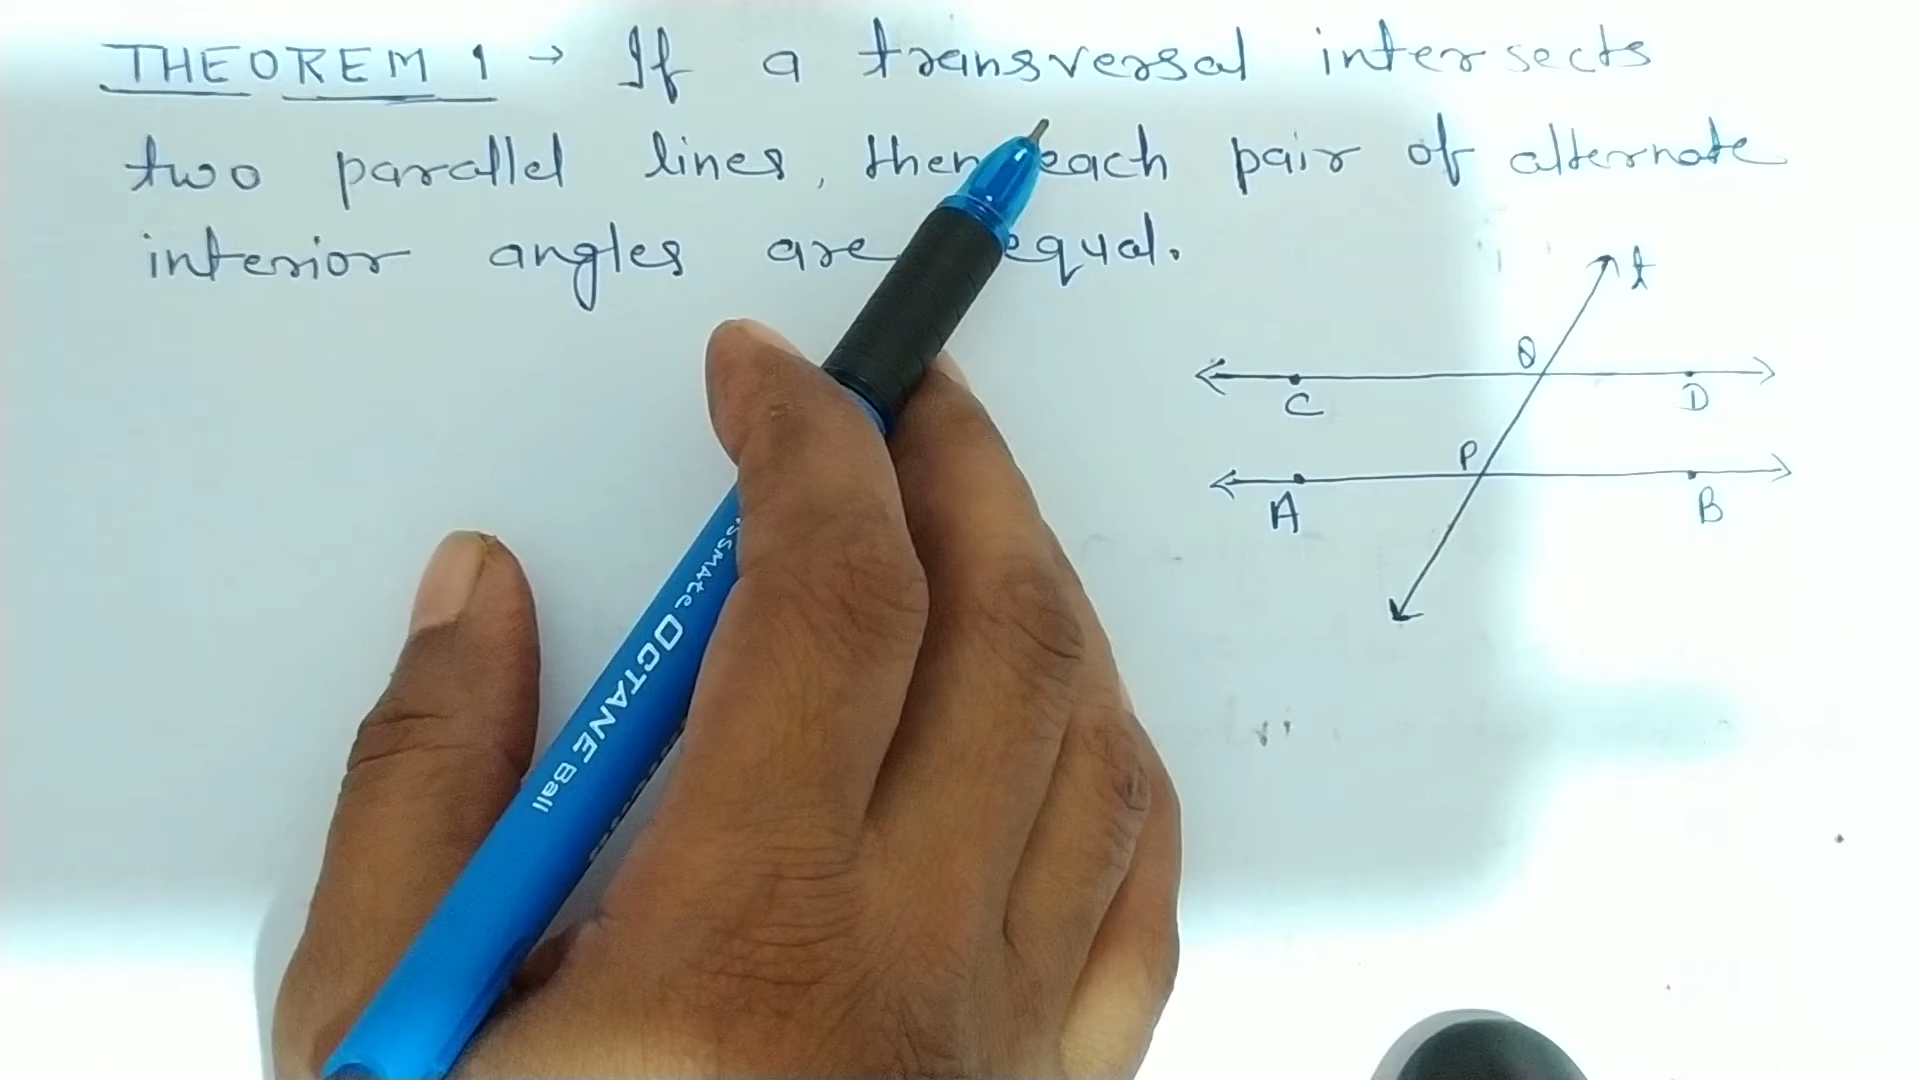 THEOREM 1 → If a transversal intersects
two parallel lines, then each pair of alternate
interior angles are equal.
t
Q
C D
P
A B
OCTANE Ball